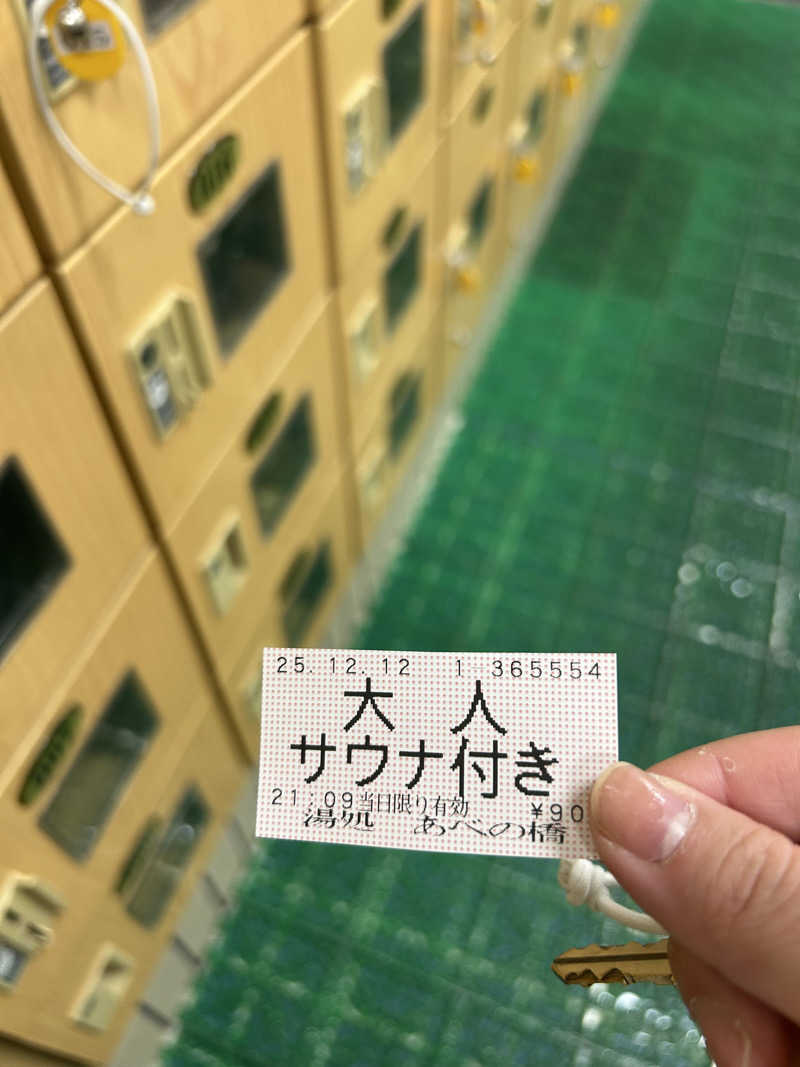 25.12.12 1-365554
大人
サウナ付き
21:09当日限り有効 ¥90
湯処 あべの橋